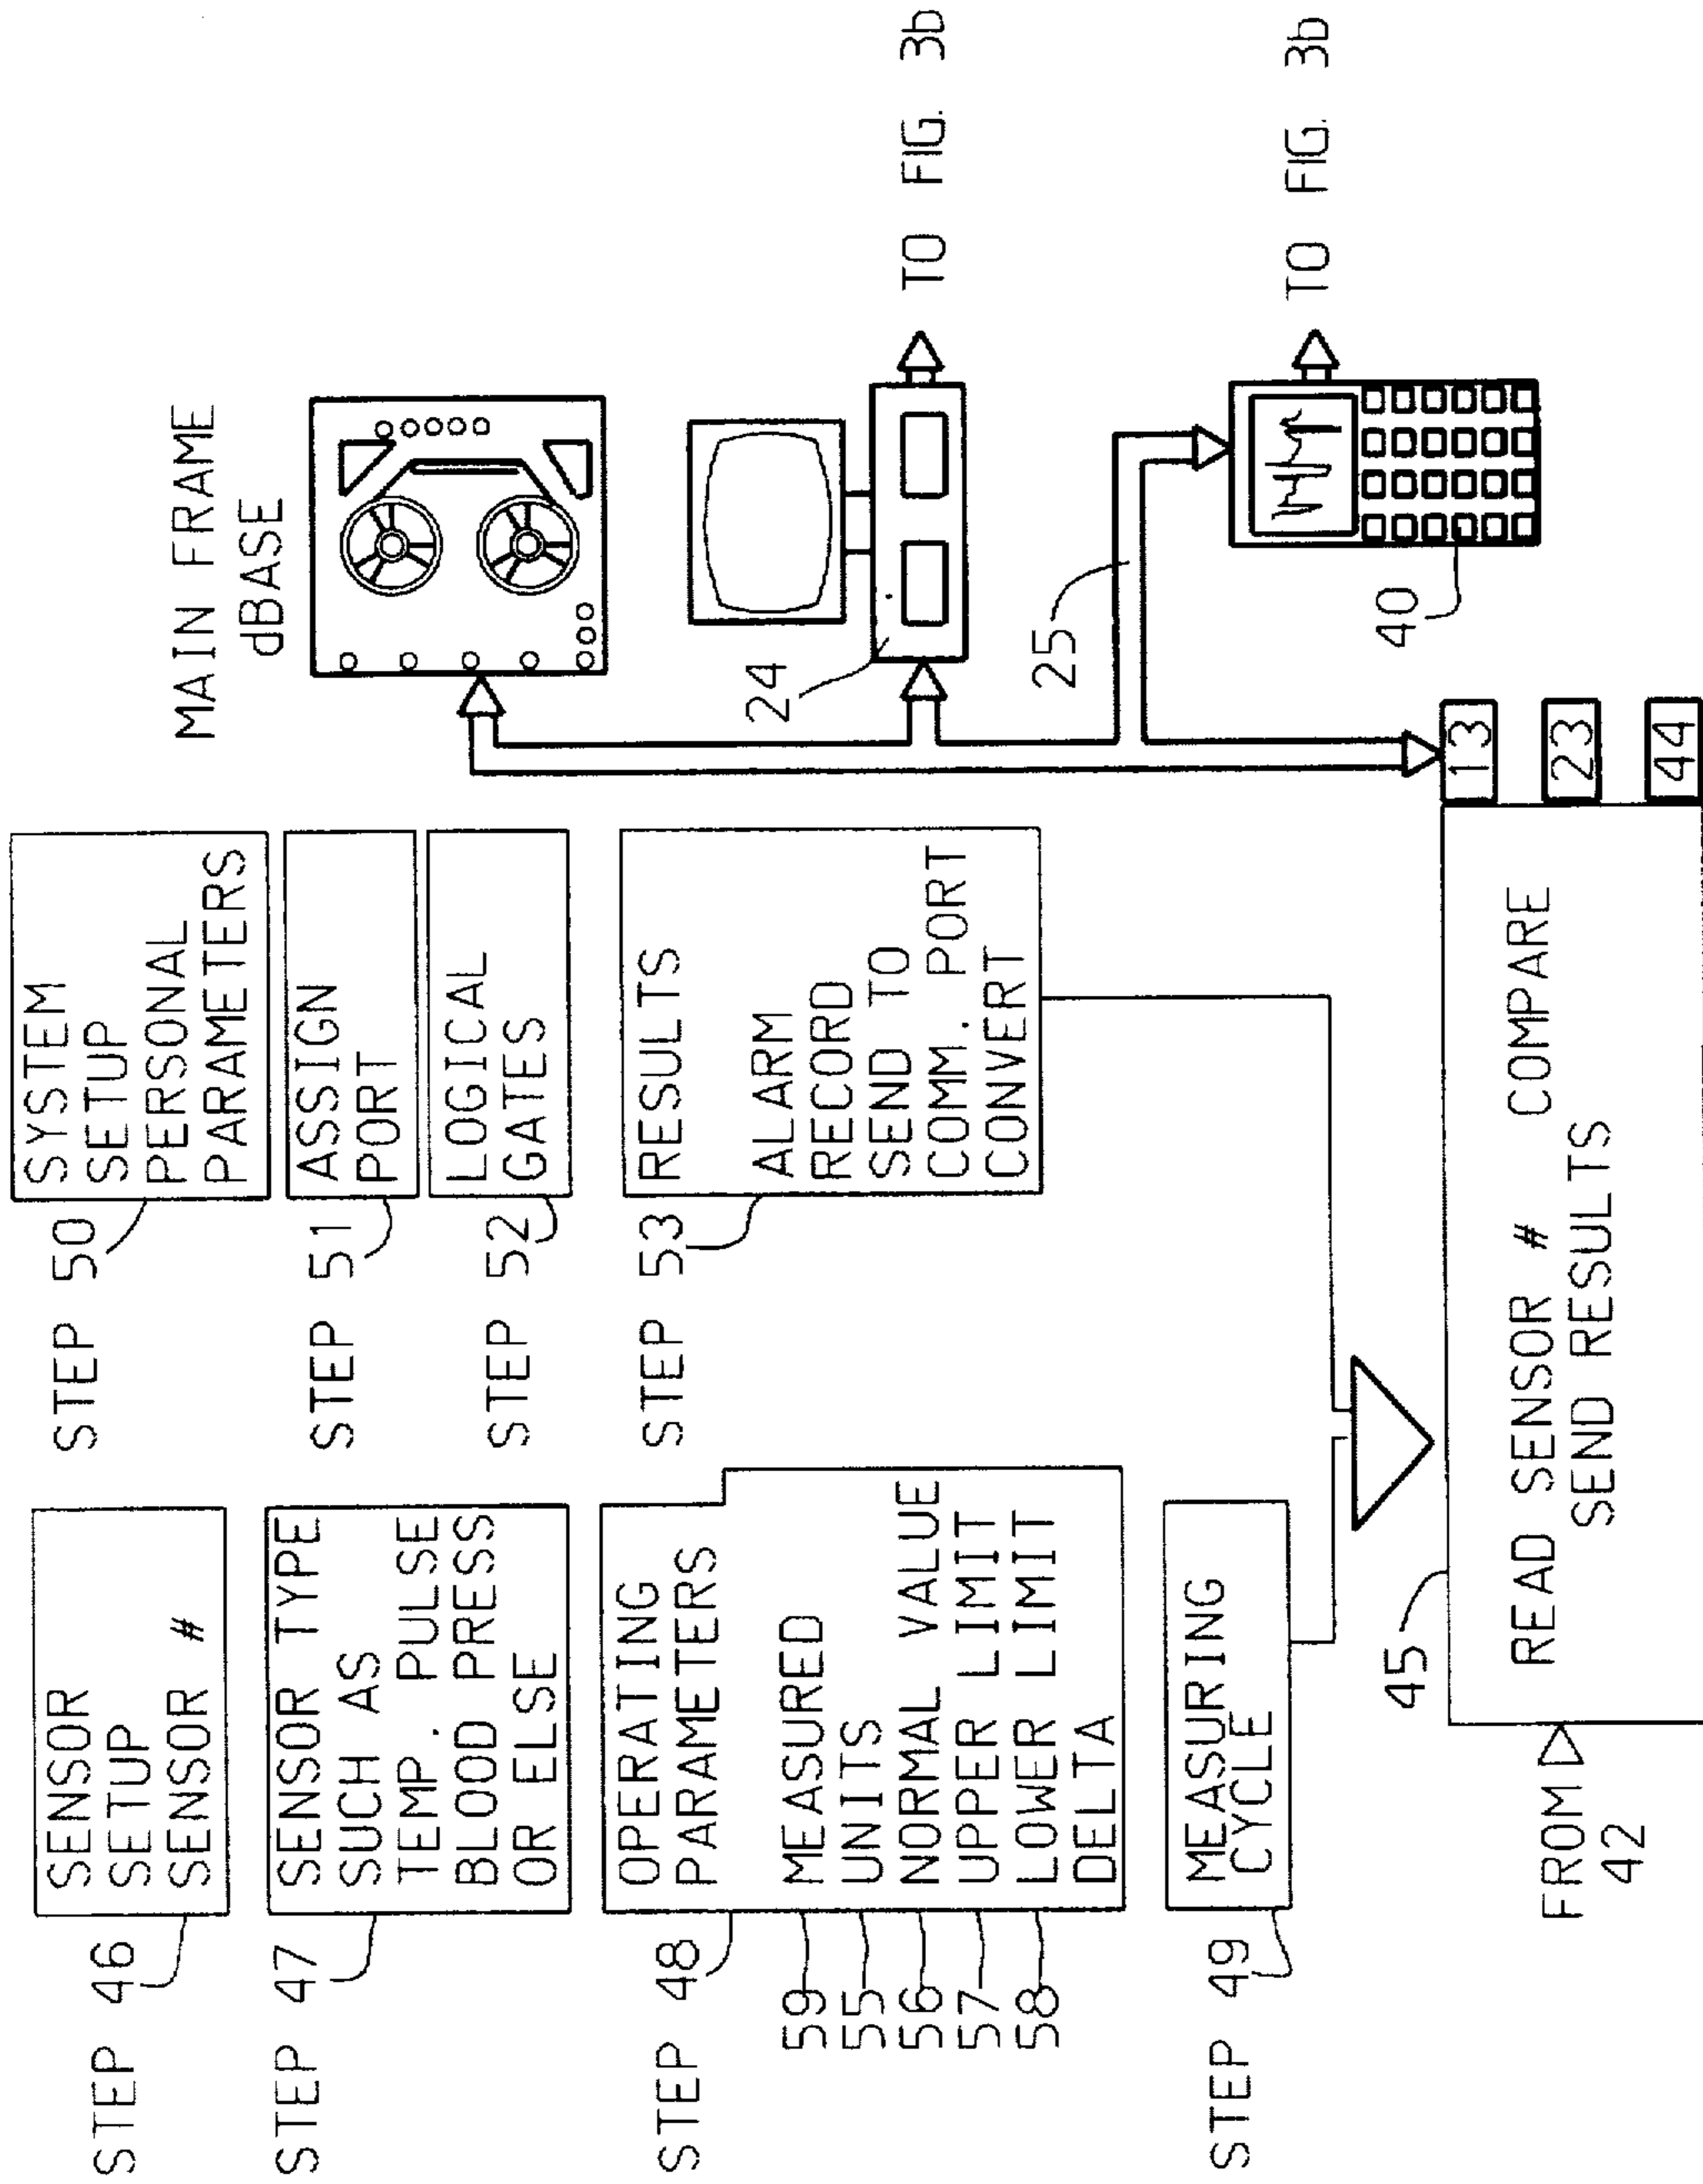 STEP 46
SENSOR
SETUP
SENSOR #
STEP 47
SENSOR TYPE
SUCH AS
TEMP. PULSE
BLOOD PRESS
OR ELSE
STEP 48
OPERATING
PARAMETERS
59 MEASURED
55 UNITS
56 NORMAL VALUE
57 UPPER LIMIT
58 LOWER LIMIT
DELTA
STEP 49
MEASURING
CYCLE
STEP 50
SYSTEM
SETUP
PERSONAL
PARAMETERS
STEP 51
ASSIGN
PORT
STEP 52
LOGICAL
GATES
STEP 53
RESULTS
ALARM
RECORD
SEND TO
COMM. PORT
CONVERT
MAIN FRAME
dBASE
24
TO FIG. 3b
25
40
TO FIG. 3b
45
FROM
42
READ SENSOR # COMPARE
SEND RESULTS
13
23
44